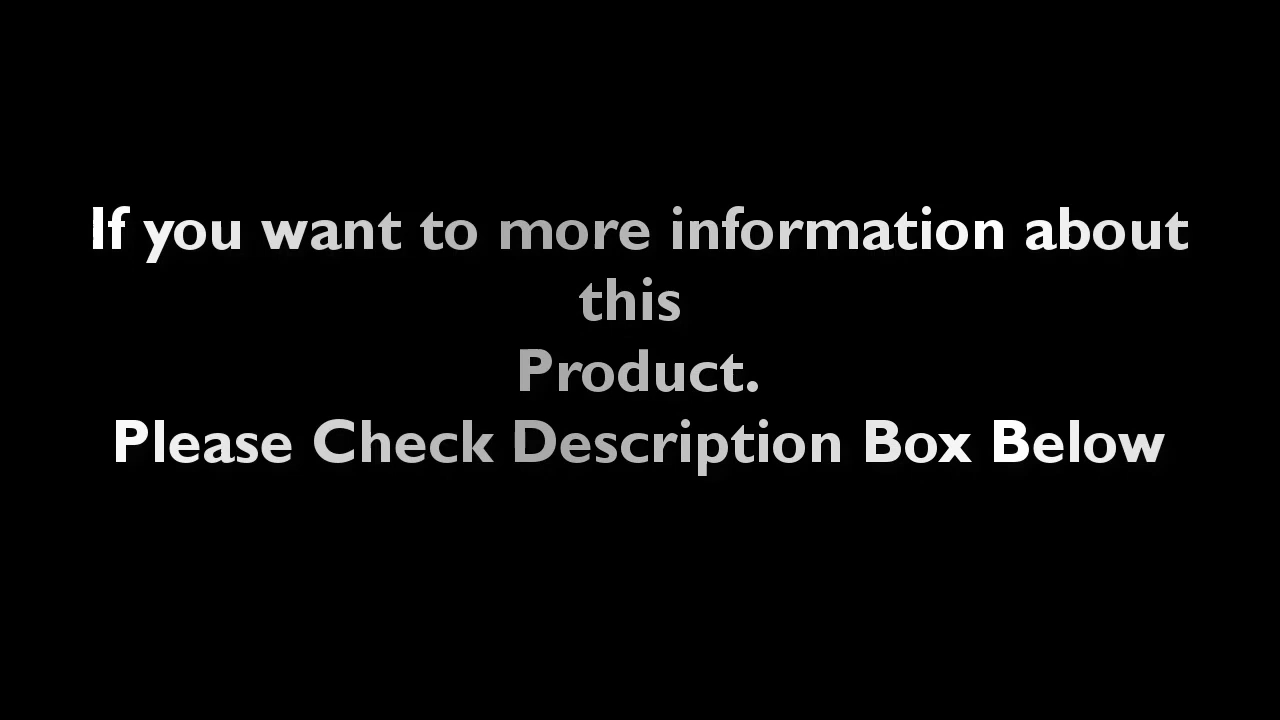 If you want to more information about
this
Product.
Please Check Description Box Below